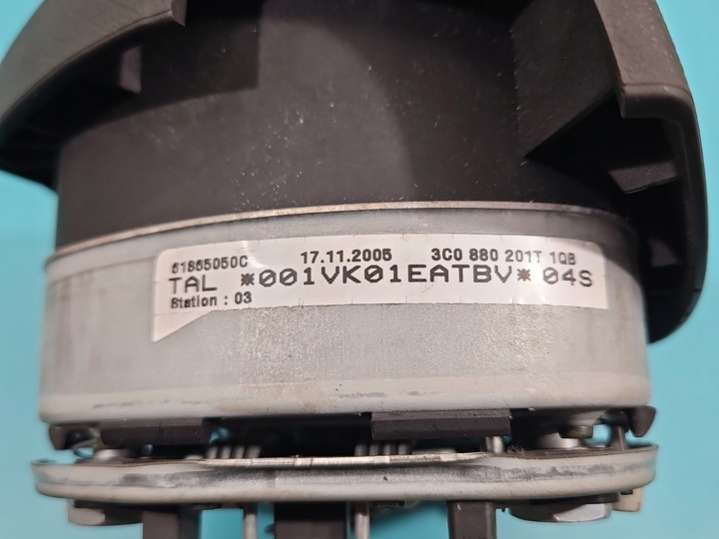 61865050C 17.11.2005 3C0 880 201T 1QB
TAL *001VK01EATBV* 04S
Station : 03